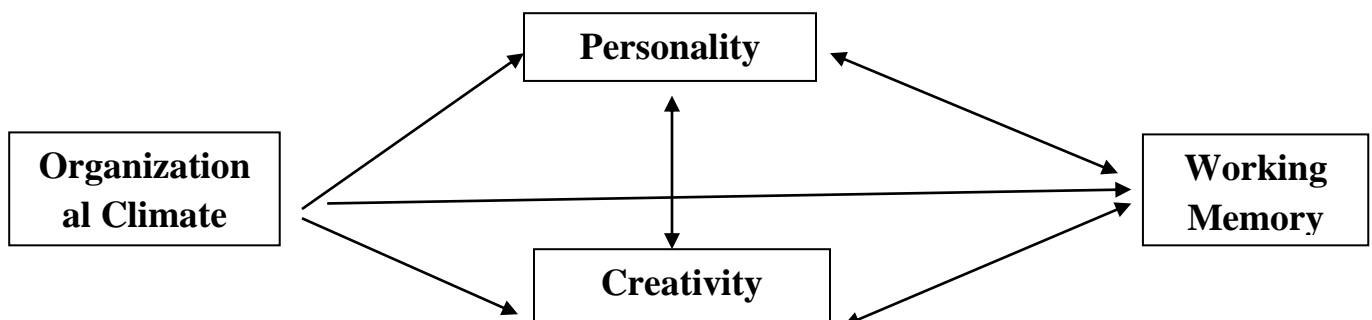 Personality
Organization
al Climate
Working
Memory
Creativity